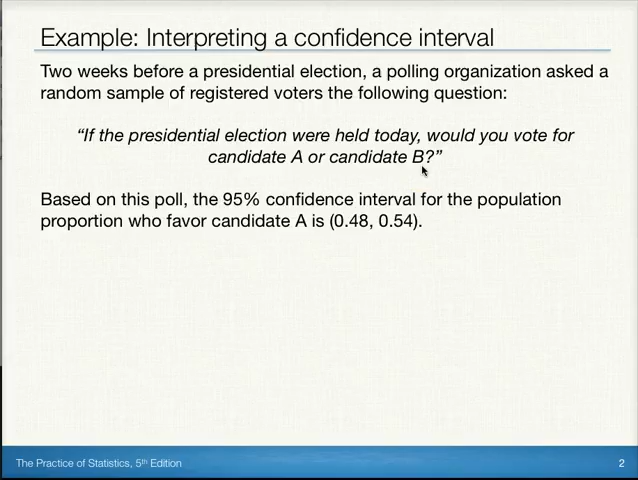 Example: Interpreting a confidence interval
Two weeks before a presidential election, a polling organization asked a
random sample of registered voters the following question:
“If the presidential election were held today, would you vote for
candidate A or candidate B?”
Based on this poll, the 95% confidence interval for the population
proportion who favor candidate A is (0.48, 0.54).
The Practice of Statistics, 5th Edition
2